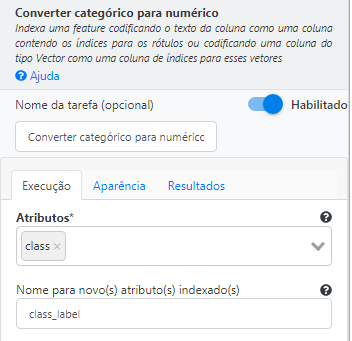 Converter categórico para numérico
Indexa uma feature codificando o texto da coluna como uma coluna
contendo os índices para os rótulos ou codificando uma coluna do
tipo Vector como uma coluna de índices para esses vetores
Ajuda
Nome da tarefa (opcional)
Habilitado
Converter categórico para numéricc
Execução
Aparência
Resultados
Atributos*
class ×
Nome para novo(s) atributo(s) indexado(s)
class_label